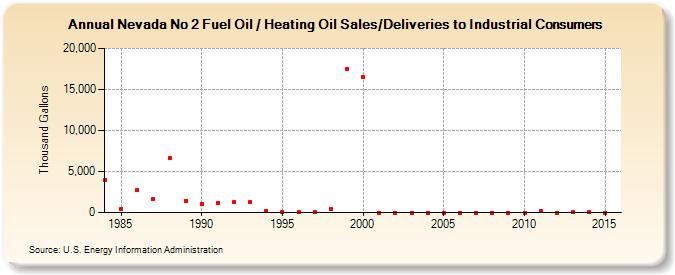 Annual Nevada No 2 Fuel Oil / Heating Oil Sales/Deliveries to Industrial Consumers
Thousand Gallons
20,000
15,000
10,000
5,000
0
1985 1990 1995 2000 2005 2010 2015
Source: U.S. Energy Information Administration